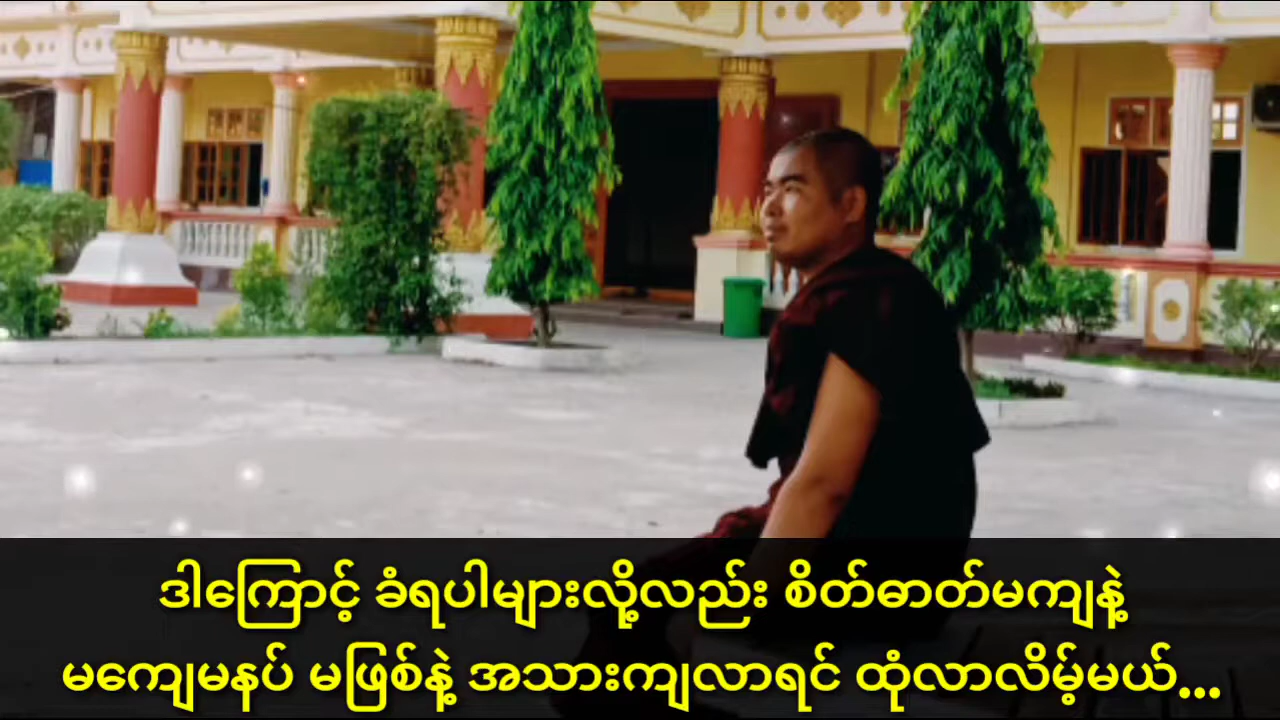 ဒါကြောင့် ခံရပါများလို့လည်း စိတ်ဓာတ်မကျနဲ့
မကျေမနပ် မဖြစ်နဲ့ အသားကျလာရင် ထုံလာလိမ့်မယ်...